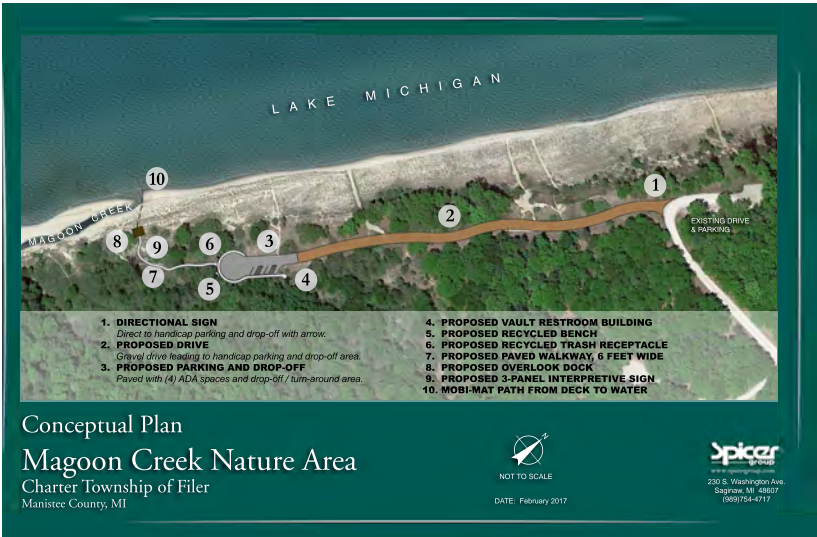 LAKE MICHIGAN
10
MAGOON CREEK
8
9
7
6
5
3
4
2
1
EXISTING DRIVE
& PARKING
1. DIRECTIONAL SIGN
Direct to handicap parking and drop-off with arrow.
2. PROPOSED DRIVE
Gravel drive leading to handicap parking and drop-off area.
3. PROPOSED PARKING AND DROP-OFF
Paved with (4) ADA spaces and drop-off / turn-around area.
4. PROPOSED VAULT RESTROOM BUILDING
5. PROPOSED RECYCLED BENCH
6. PROPOSED RECYCLED TRASH RECEPTACLE
7. PROPOSED PAVED WALKWAY, 6 FEET WIDE
8. PROPOSED OVERLOOK DOCK
9. PROPOSED 3-PANEL INTERPRETIVE SIGN
10. MOBI-MAT PATH FROM DECK TO WATER
Conceptual Plan
Magoon Creek Nature Area
Charter Township of Filer
Manistee County, MI
N
NOT TO SCALE
DATE: February 2017
Spicer
group
www.spicergroup.com
230 S. Washington Ave.
Saginaw, MI 48607
(989)754-4717